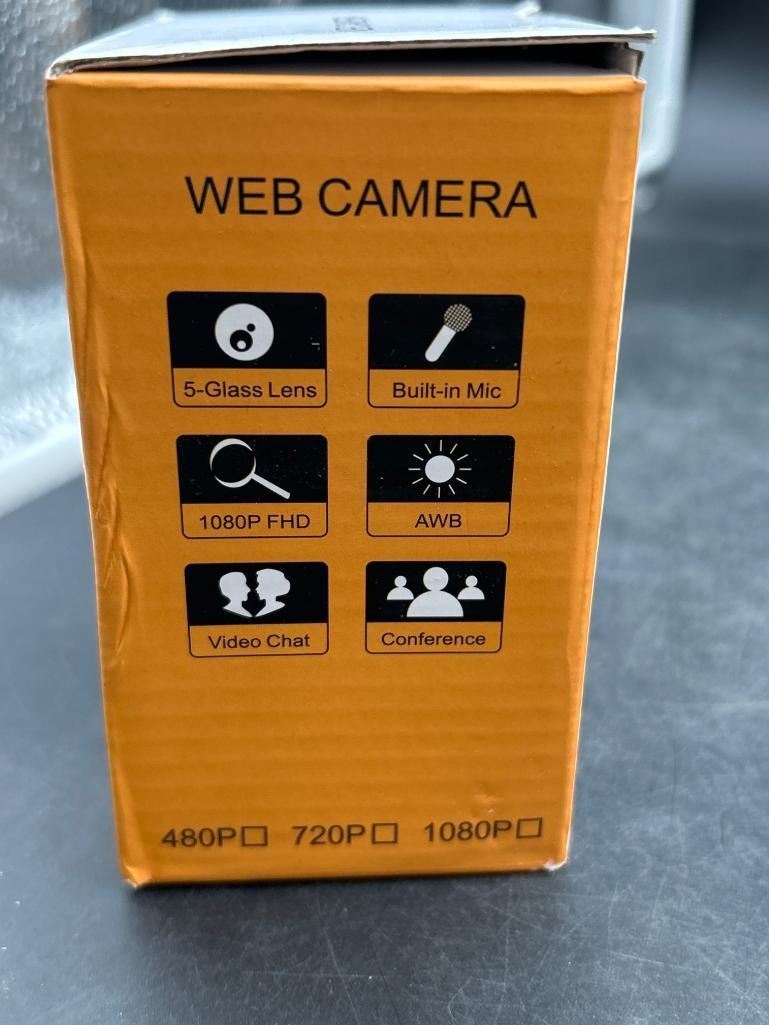 WEB CAMERA
5-Glass Lens
Built-in Mic
1080P FHD
AWB
Video Chat
Conference
480P☐ 720P☐ 1080P☐